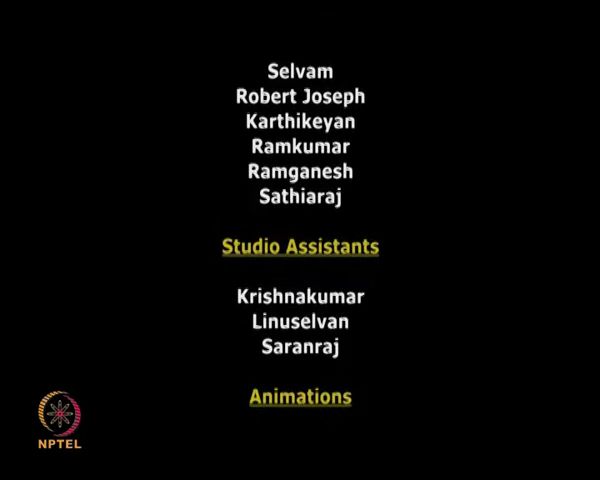 Selvam
Robert Joseph
Karthikeyan
Ramkumar
Ramganesh
Sathiaraj
Studio Assistants
Krishnakumar
Linuselvan
Saranraj
Animations
NPTEL